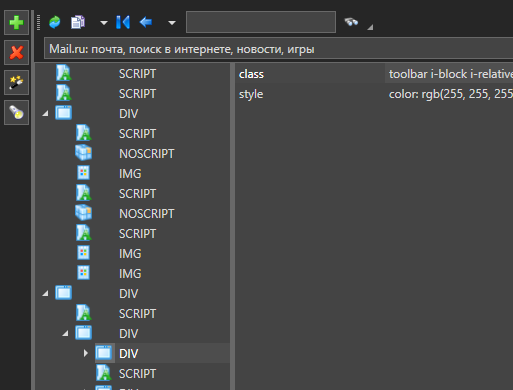 Mail.ru: почта, поиск в интернете, новости, игры
SCRIPT
SCRIPT
DIV
SCRIPT
NOSCRIPT
IMG
SCRIPT
NOSCRIPT
SCRIPT
IMG
IMG
DIV
SCRIPT
DIV
DIV
SCRIPT
DIV
class toolbar i-block i-relative
style color: rgb(255, 255, 255